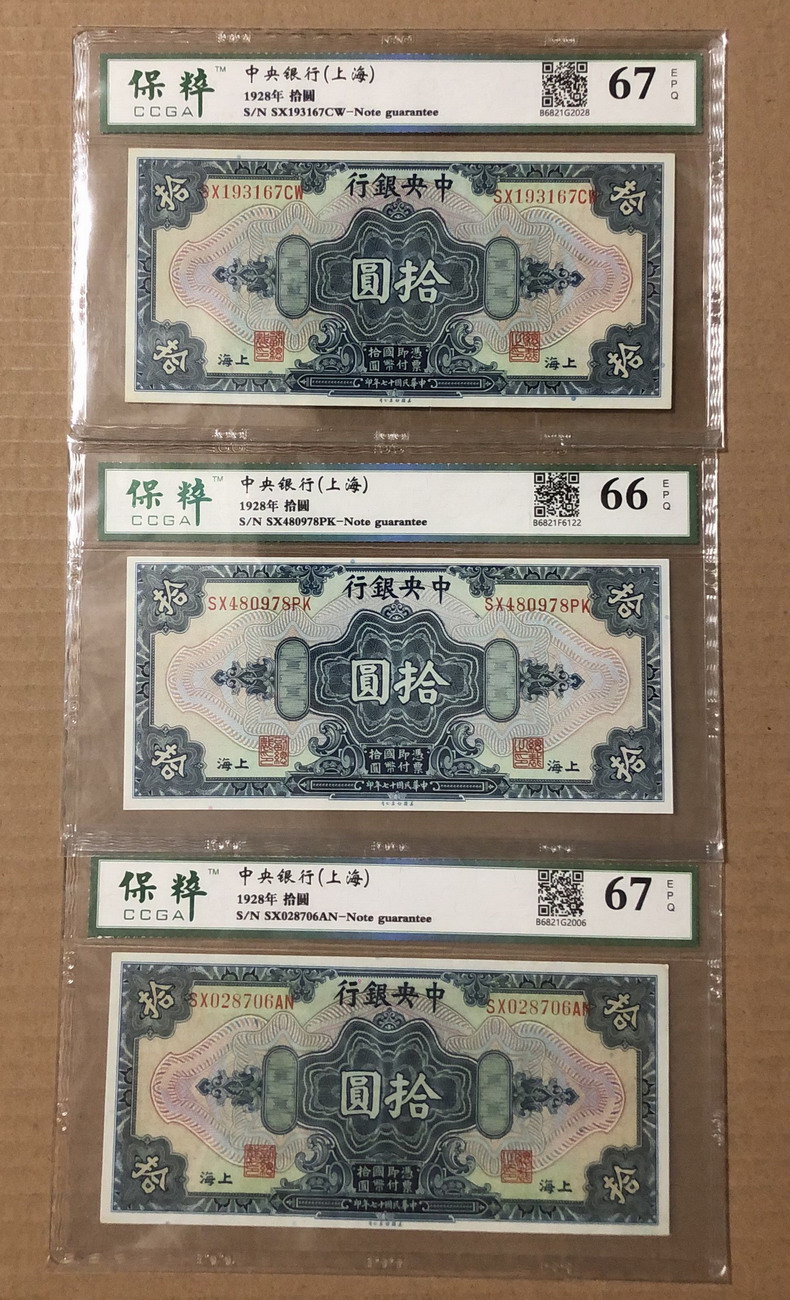 保粹™
CCGA
中央银行(上海)
1928年 拾圓
S/N SX193167CW-Note guarantee
B6821G2028
67
EPQ
行銀央中
拾
SX193167CW
SX193167CW
拾
圓拾
海上
海上
拾國即憑
圓幣付票
拾
拾
印年七十國民華中
保粹™
CCGA
中央银行(上海)
1928年 拾圓
S/N SX480978PK-Note guarantee
B6821F6122
66
EPQ
行銀央中
拾
SX480978PK
SX480978PK
拾
圓拾
海上
海上
拾國即憑
圓幣付票
拾
拾
印年七十國民華中
保粹™
CCGA
中央银行(上海)
1928年 拾圓
S/N SX028706AN-Note guarantee
B6821G2006
67
EPQ
行銀央中
拾
SX028706AN
SX028706AN
拾
圓拾
海上
海上
拾國即憑
圓幣付票
拾
拾
印年七十國民華中